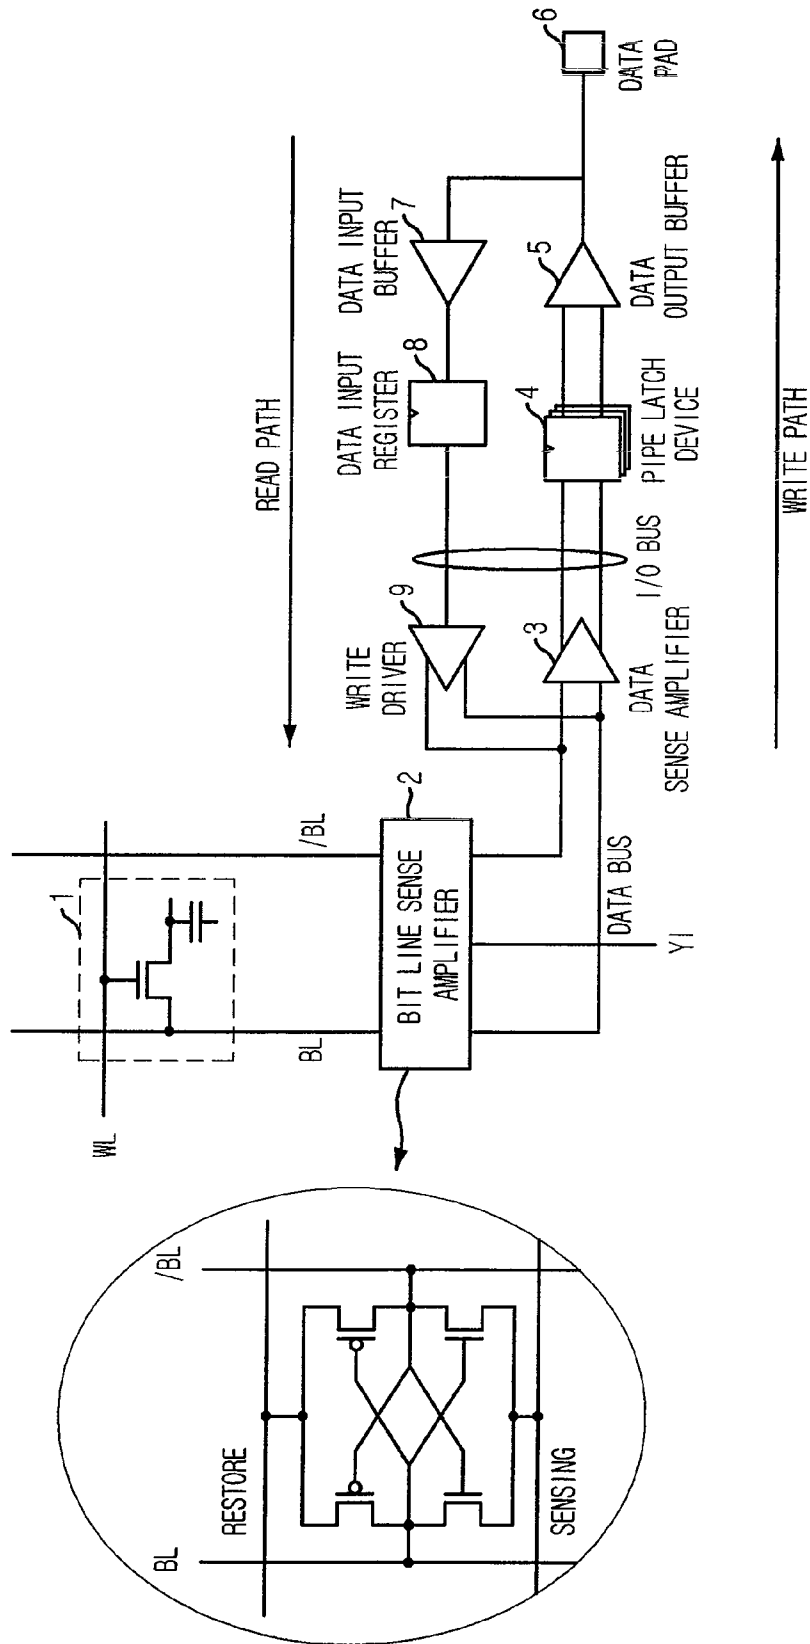 BL
/BL
RESTORE
SENSING
WL
1
BL
/BL
2
BIT LINE SENSE
AMPLIFIER
YI
DATA BUS
READ PATH
WRITE
DRIVER
9
3
DATA
SENSE AMPLIFIER
I/O BUS
DATA INPUT
REGISTER
8
4
PIPE LATCH
DEVICE
DATA INPUT
BUFFER
7
5
DATA
OUTPUT BUFFER
6
DATA
PAD
WRITE PATH